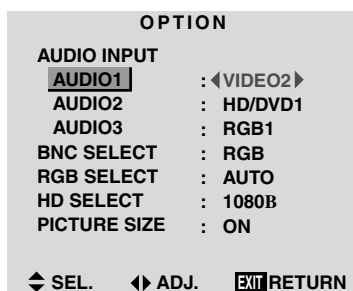 OPTION
AUDIO INPUT
AUDIO1 : ◀VIDEO2▶
AUDIO2 : HD/DVD1
AUDIO3 : RGB1
BNC SELECT : RGB
RGB SELECT : AUTO
HD SELECT : 1080B
PICTURE SIZE : ON
SEL. ADJ. EXIT RETURN